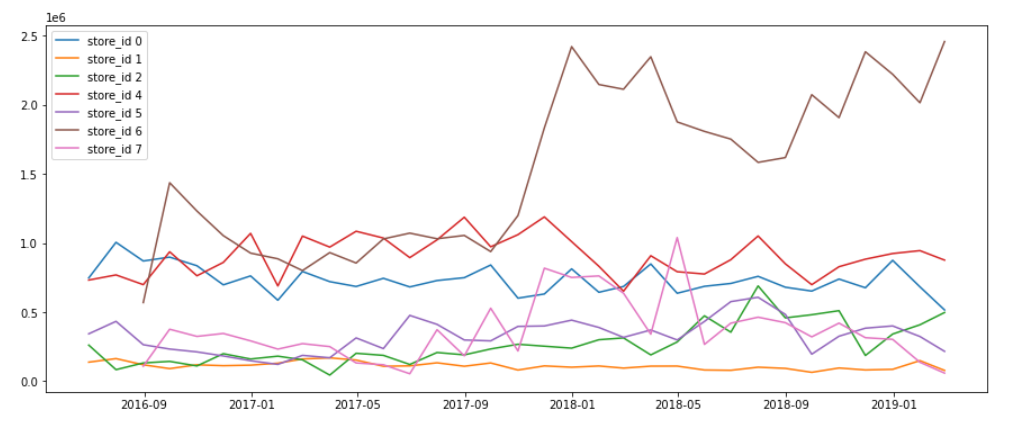 1e6
2.5
2.0
1.5
1.0
0.5
0.0
store_id 0
store_id 1
store_id 2
store_id 4
store_id 5
store_id 6
store_id 7
2016-09 2017-01 2017-05 2017-09 2018-01 2018-05 2018-09 2019-01